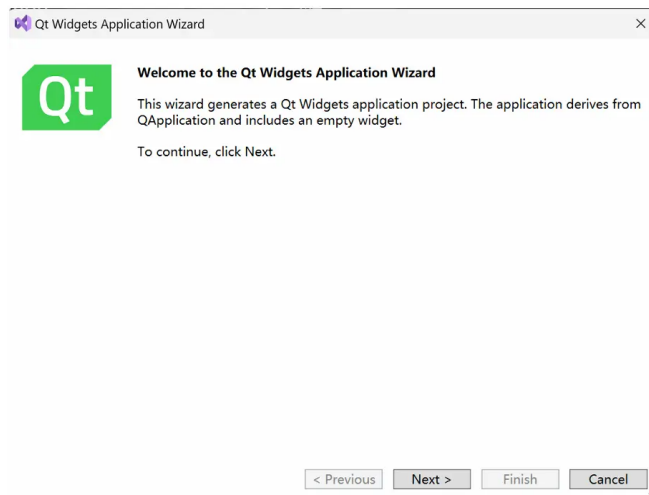 Qt Widgets Application Wizard
Qt
Welcome to the Qt Widgets Application Wizard
This wizard generates a Qt Widgets application project. The application derives from
QApplication and includes an empty widget.
To continue, click Next.
< Previous
Next >
Finish
Cancel